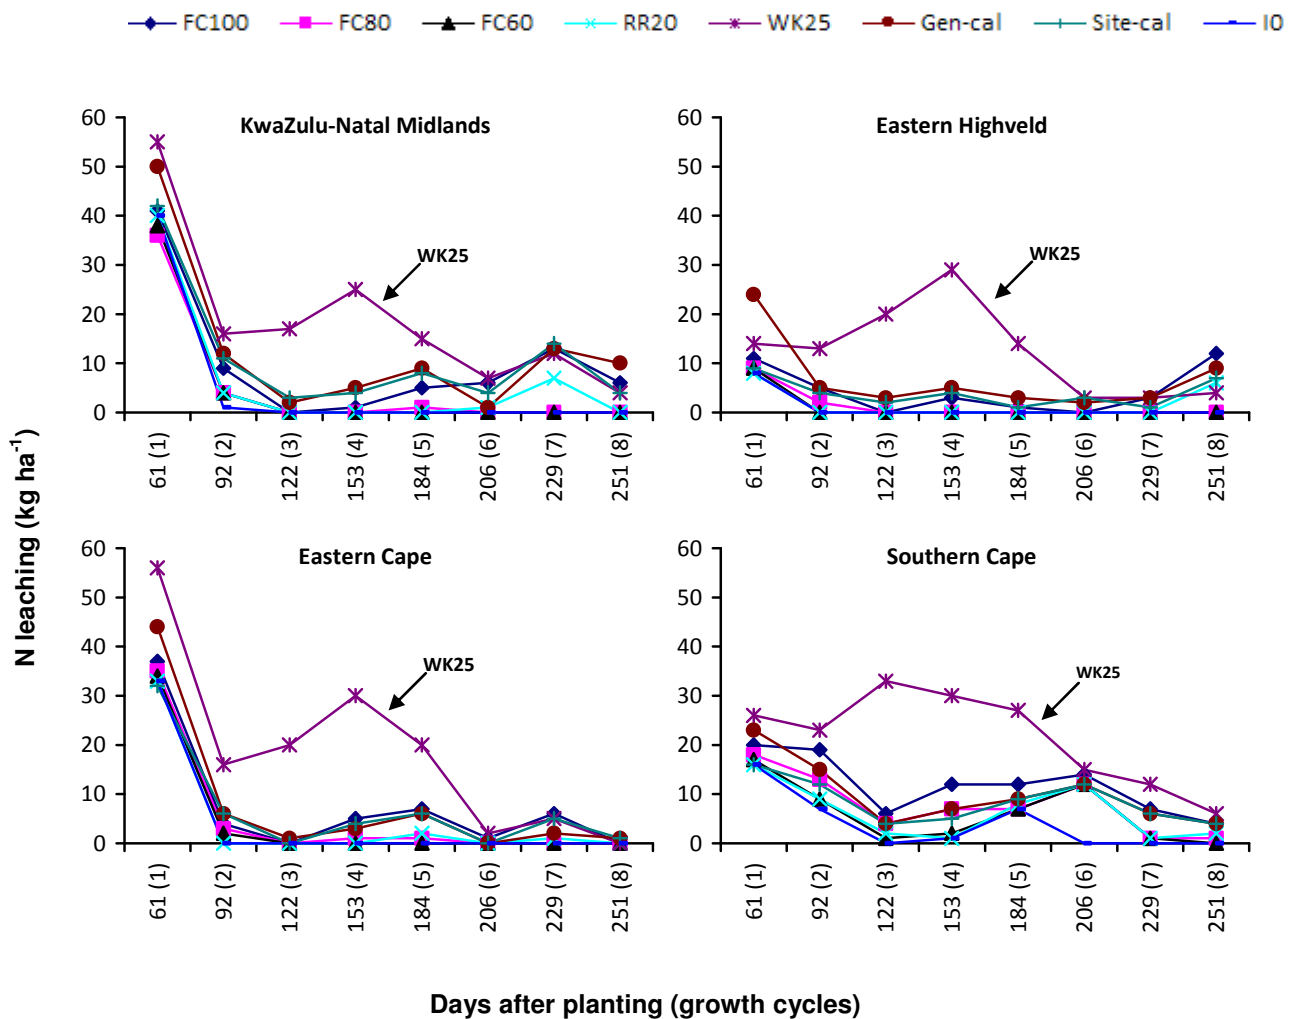 FC100 FC80 FC60 RR20 WK25 Gen-cal Site-cal I0
KwaZulu-Natal Midlands
60
50
40
30
20
10
0
WK25
61 (1) 92 (2) 122 (3) 153 (4) 184 (5) 206 (6) 229 (7) 251 (8)
Eastern Highveld
60
50
40
30
20
10
0
WK25
61 (1) 92 (2) 122 (3) 153 (4) 184 (5) 206 (6) 229 (7) 251 (8)
N leaching (kg ha⁻¹)
Eastern Cape
60
50
40
30
20
10
0
WK25
61 (1) 92 (2) 122 (3) 153 (4) 184 (5) 206 (6) 229 (7) 251 (8)
Southern Cape
60
50
40
30
20
10
0
WK25
61 (1) 92 (2) 122 (3) 153 (4) 184 (5) 206 (6) 229 (7) 251 (8)
Days after planting (growth cycles)